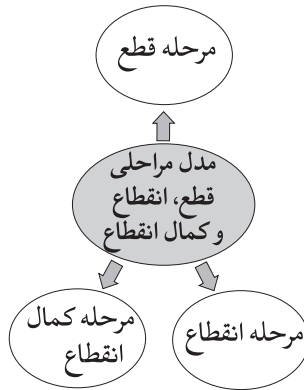 مرحله قطع
مدل مراحلی
قطع، انقطاع
و کمال انقطاع
مرحله انقطاع
مرحله کمال
انقطاع